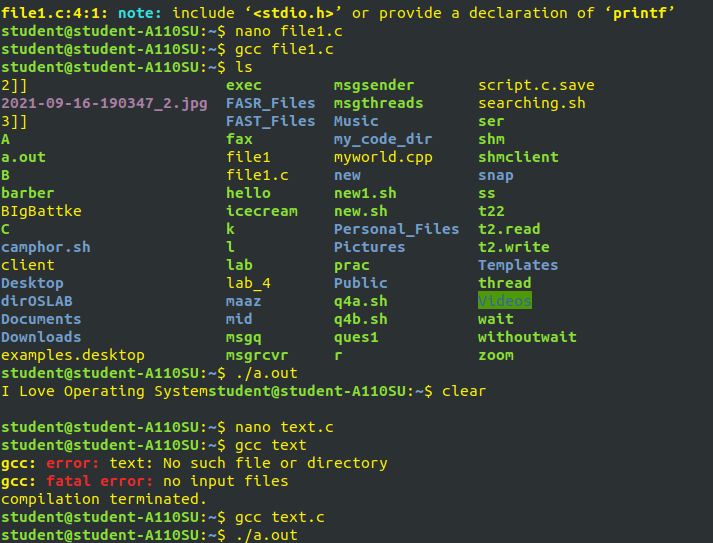 file1.c:4:1: note: include ‘<stdio.h>’ or provide a declaration of ‘printf’
student@student-A110SU:~$ nano file1.c
student@student-A110SU:~$ gcc file1.c
student@student-A110SU:~$ ls
2]] exec msgsender script.c.save
2021-09-16-190347_2.jpg FASR_Files msgthreads searching.sh
3]] FAST_Files Music ser
A fax my_code_dir shm
a.out file1 myworld.cpp shmclient
B file1.c new snap
barber hello new1.sh ss
BIgBattke icecream new.sh t22
C k Personal_Files t2.read
camphor.sh l Pictures t2.write
client lab prac Templates
Desktop lab_4 Public thread
dirOSLAB maaz q4a.sh Videos
Documents mid q4b.sh wait
Downloads msgq ques1 withoutwait
examples.desktop msgrcvr r zoom
student@student-A110SU:~$ ./a.out
I Love Operating Systemstudent@student-A110SU:~$ clear
student@student-A110SU:~$ nano text.c
student@student-A110SU:~$ gcc text
gcc: error: text: No such file or directory
gcc: fatal error: no input files
compilation terminated.
student@student-A110SU:~$ gcc text.c
student@student-A110SU:~$ ./a.out